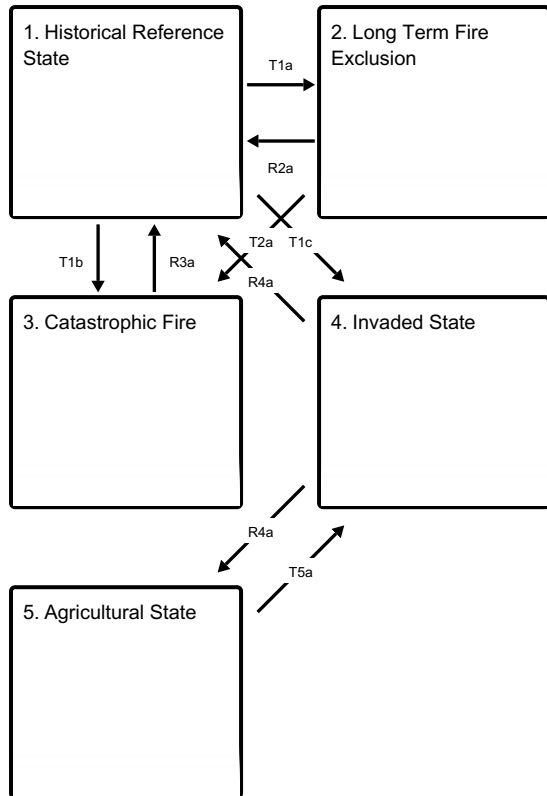 1. Historical Reference
State
2. Long Term Fire
Exclusion
T1a
R2a
T2a
T1c
T1b
R3a
R4a
3. Catastrophic Fire
4. Invaded State
R4a
T5a
5. Agricultural State